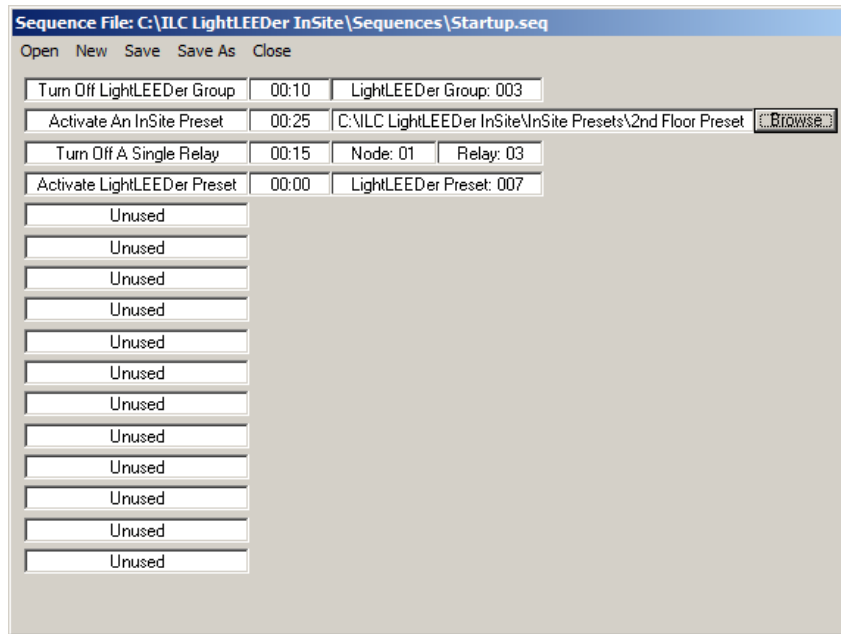 Sequence File: C:\ILC LightLEEDer InSite\Sequences\Startup.seq
Open New Save Save As Close
Turn Off LightLEEDer Group 00:10 LightLEEDer Group: 003
Activate An InSite Preset 00:25 C:\ILC LightLEEDer InSite\InSite Presets\2nd Floor Preset Browse
Turn Off A Single Relay 00:15 Node: 01 Relay: 03
Activate LightLEEDer Preset 00:00 LightLEEDer Preset: 007
Unused
Unused
Unused
Unused
Unused
Unused
Unused
Unused
Unused
Unused
Unused
Unused